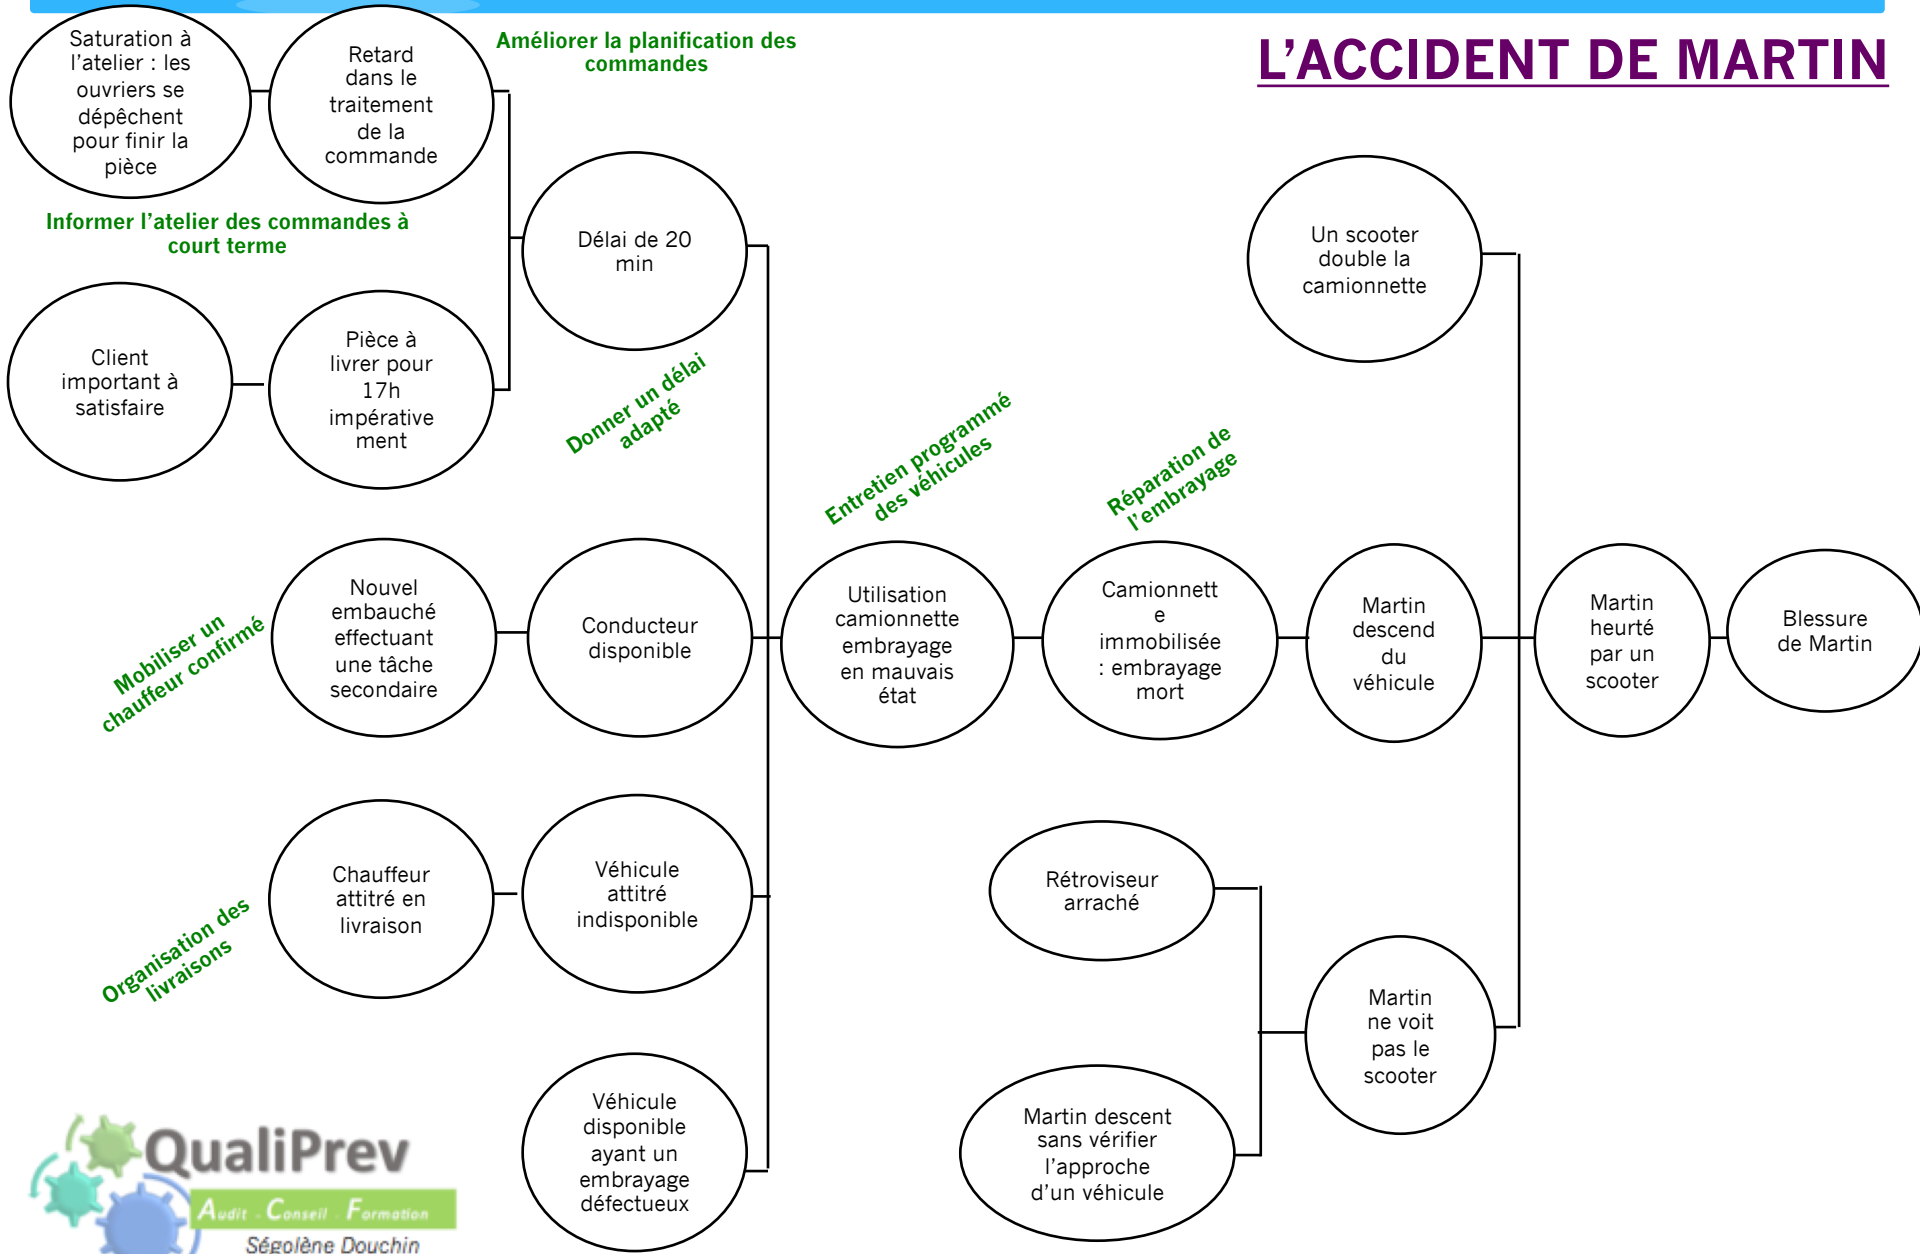 L'ACCIDENT DE MARTIN
Saturation à
l'atelier : les
ouvriers se
dépêchent
pour finir la
pièce
Retard
dans le
traitement
de la
commande
Améliorer la planification des
commandes
Informer l'atelier des commandes à
court terme
Délai de 20
min
Un scooter
double la
camionnette
Client
important à
satisfaire
Pièce à
livrer pour
17h
impérative
ment
Donner un délai
adapté
Entretien programmé
des véhicules
Réparation de
l'embrayage
Mobiliser un
chauffeur confirmé
Nouvel
embauché
effectuant
une tâche
secondaire
Conducteur
disponible
Utilisation
camionnette
embrayage
en mauvais
état
Camionnett
e
immobilisée
: embrayage
mort
Martin
descend
du
véhicule
Martin
heurté
par un
scooter
Blessure
de Martin
Organisation des
livraisons
Chauffeur
attitré en
livraison
Véhicule
attitré
indisponible
Rétroviseur
arraché
Martin
ne voit
pas le
scooter
Véhicule
disponible
ayant un
embrayage
défectueux
Martin descent
sans vérifier
l'approche
d'un véhicule
QualiPrev
Audit - Conseil - Formation
Ségolène Douchin